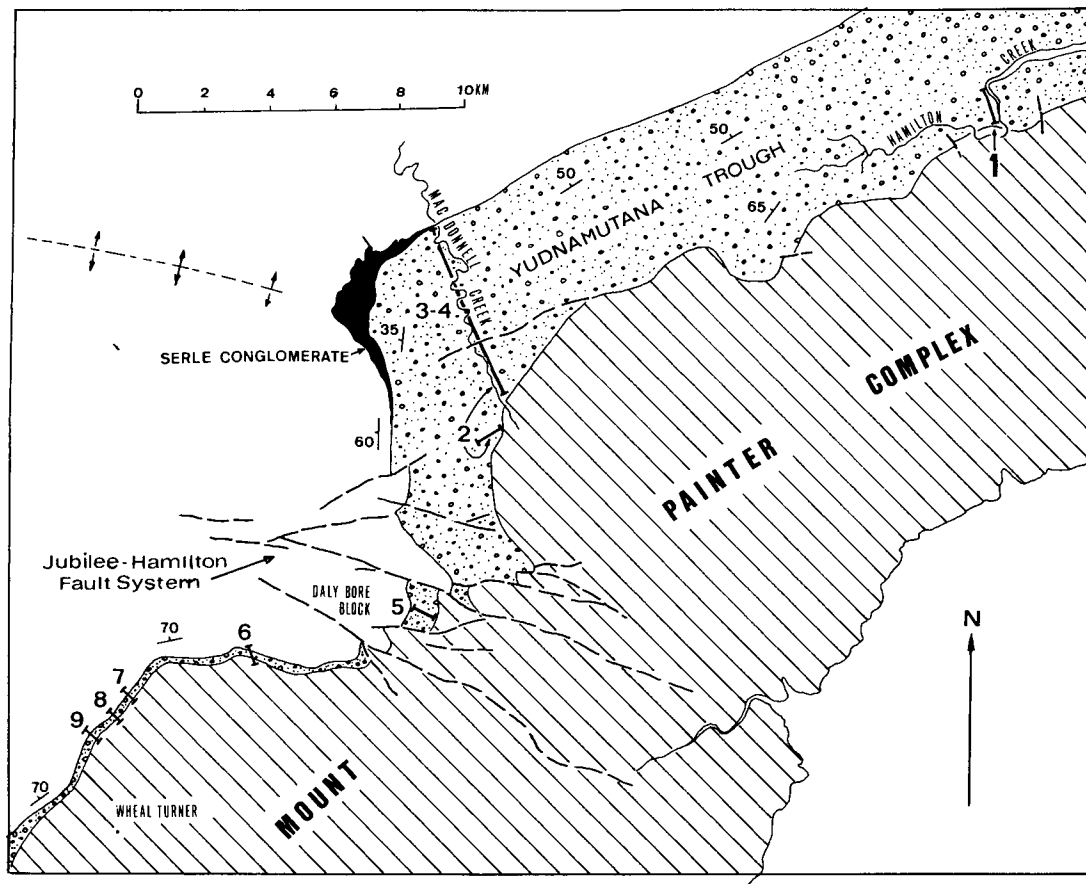 CREEK
HAMILTON
1
0 2 4 6 8 10 KM
50
50
65
YUDNAMUTANA TROUGH
MAC DONNELL CREEK
3-4
35
SERLE CONGLOMERATE
60
2
MOUNT PAINTER COMPLEX
Jubilee-Hamilton
Fault System
DALY BORE
BLOCK
5
N
70
6
7
8
9
70
WHEAL TURNER